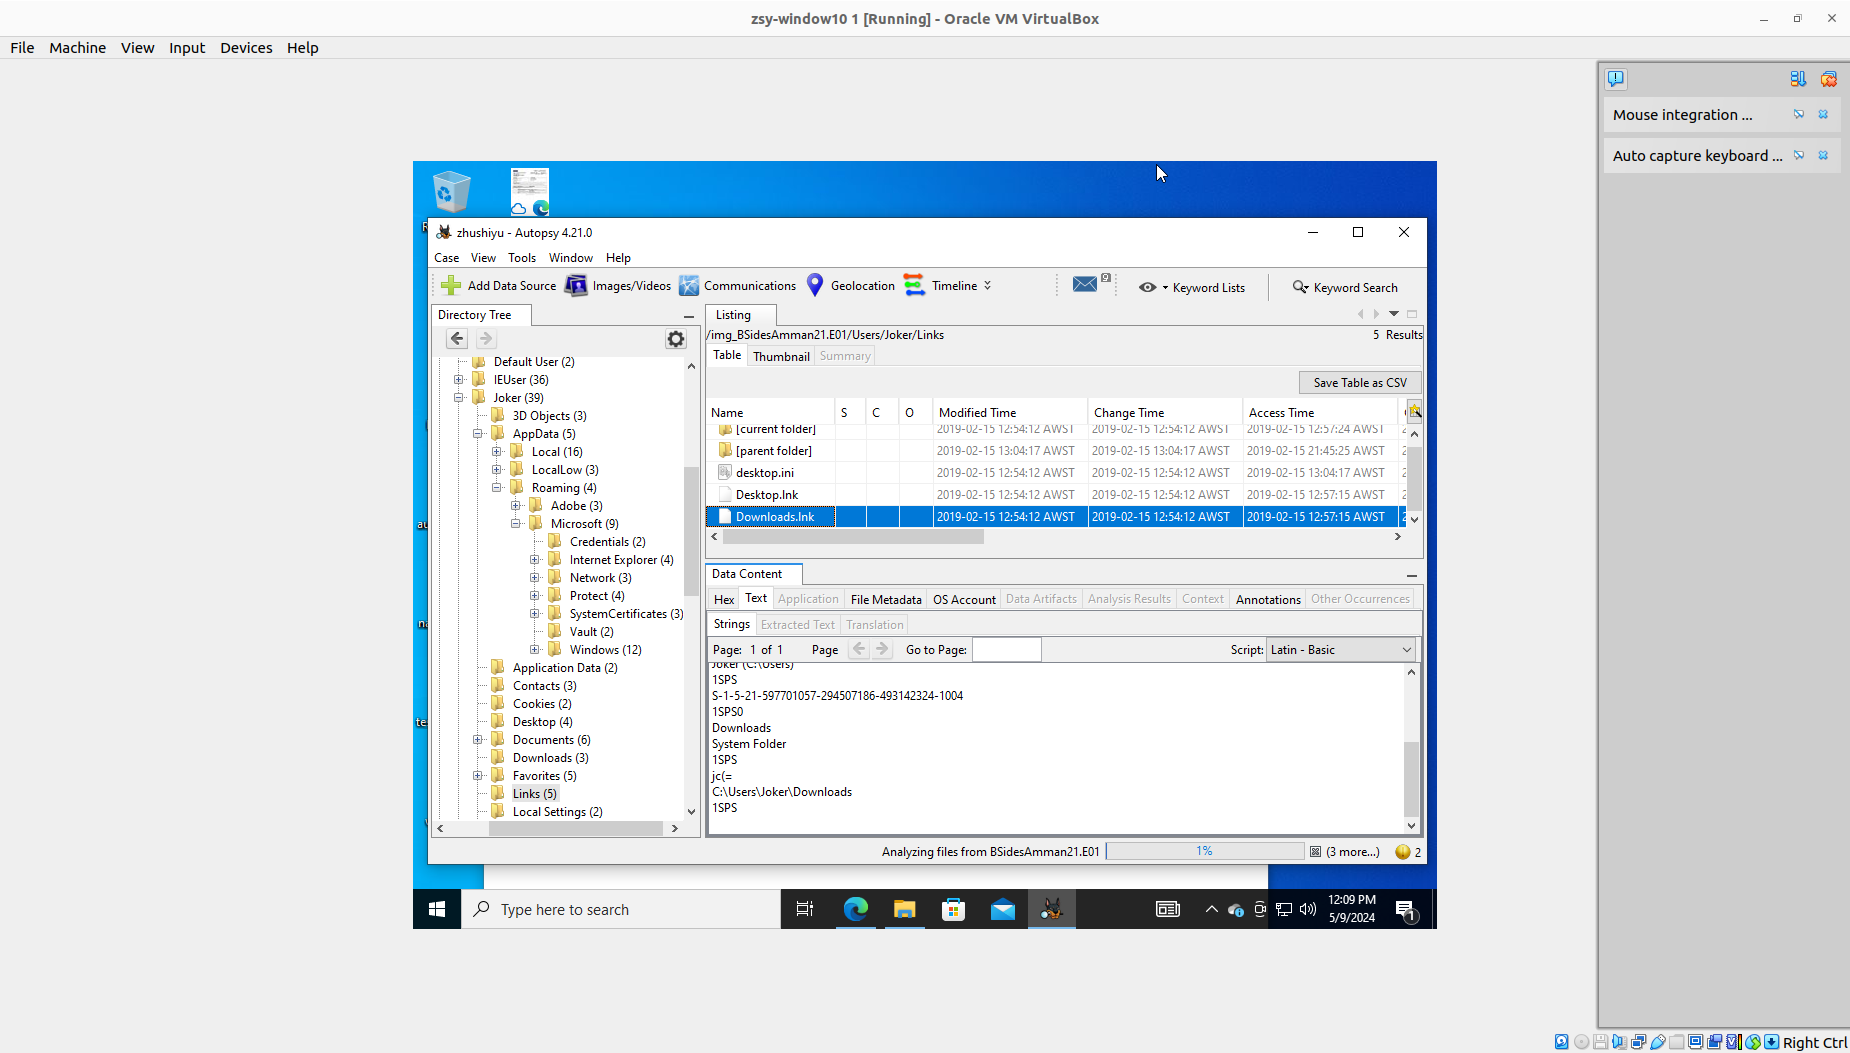 zsy-window10 1 [Running] - Oracle VM VirtualBox
File Machine View Input Devices Help
Mouse integration ...
Auto capture keyboard ...
zhushiyu - Autopsy 4.21.0
Case View Tools Window Help
Add Data Source Images/Videos Communications Geolocation Timeline Keyword Lists Keyword Search
Directory Tree
Default User (2)
IEUser (36)
Joker (39)
3D Objects (3)
AppData (5)
Local (16)
LocalLow (3)
Roaming (4)
Adobe (3)
Microsoft (9)
Credentials (2)
Internet Explorer (4)
Network (3)
Protect (4)
SystemCertificates (3)
Vault (2)
Windows (12)
Application Data (2)
Contacts (3)
Cookies (2)
Desktop (4)
Documents (6)
Downloads (3)
Favorites (5)
Links (5)
Local Settings (2)
Listing
/img_BSidesAmman21.E01/Users/Joker/Links 5 Results
Table Thumbnail Summary
Save Table as CSV
Name S C O Modified Time Change Time Access Time
[current folder] 2019-02-15 12:54:12 AWST 2019-02-15 12:54:12 AWST 2019-02-15 12:57:24 AWST
[parent folder] 2019-02-15 13:04:17 AWST 2019-02-15 13:04:17 AWST 2019-02-15 21:45:25 AWST
desktop.ini 2019-02-15 12:54:12 AWST 2019-02-15 12:54:12 AWST 2019-02-15 13:04:17 AWST
Desktop.lnk 2019-02-15 12:54:12 AWST 2019-02-15 12:54:12 AWST 2019-02-15 12:57:15 AWST
Downloads.lnk 2019-02-15 12:54:12 AWST 2019-02-15 12:54:12 AWST 2019-02-15 12:57:15 AWST
Data Content
Hex Text Application File Metadata OS Account Data Artifacts Analysis Results Context Annotations Other Occurrences
Strings Extracted Text Translation
Page: 1 of 1 Page Go to Page: Script: Latin - Basic
Joker (C:\Users)
1SPS
S-1-5-21-597701057-294507186-493142324-1004
1SPS0
Downloads
System Folder
1SPS
jc(=
C:\Users\Joker\Downloads
1SPS
Analyzing files from BSidesAmman21.E01 1% (3 more...) 2
Type here to search
12:09 PM
5/9/2024
1
Right Ctrl